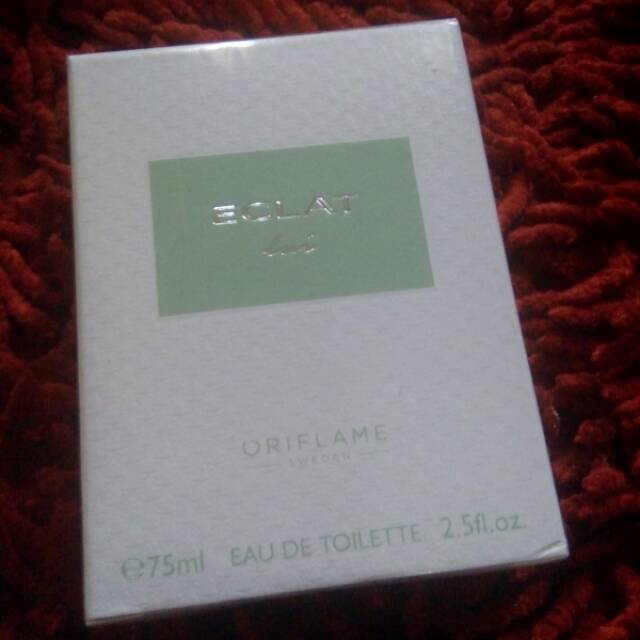 ECLAT
ORIFLAME
SWEDEN
℮75ml EAU DE TOILETTE 2.5fl.oz.